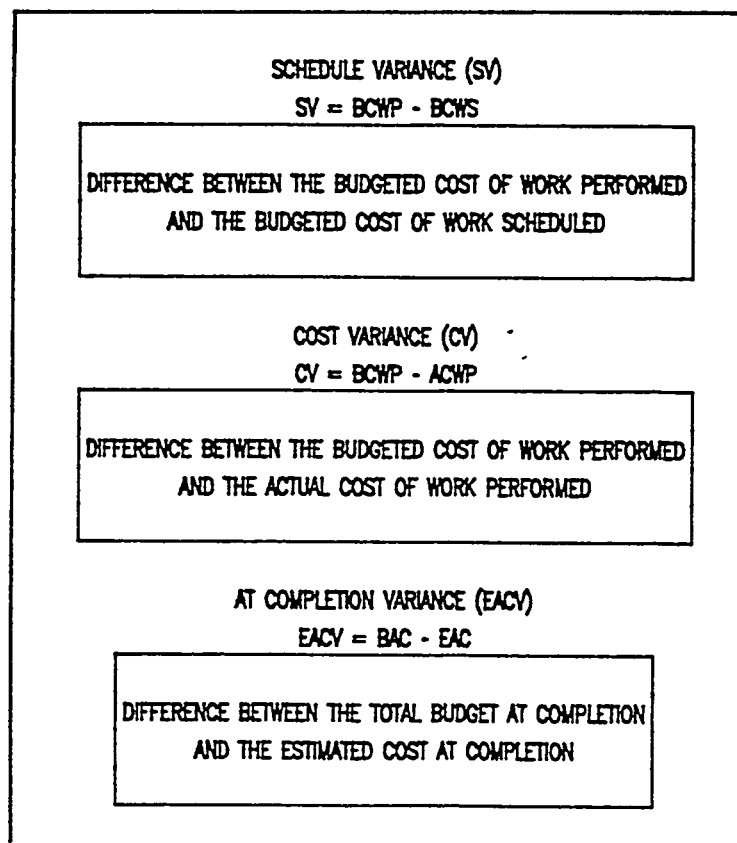 SCHEDULE VARIANCE (SV)
SV = BCWP - BCWS
DIFFERENCE BETWEEN THE BUDGETED COST OF WORK PERFORMED
AND THE BUDGETED COST OF WORK SCHEDULED
COST VARIANCE (CV)
CV = BCWP - ACWP
DIFFERENCE BETWEEN THE BUDGETED COST OF WORK PERFORMED
AND THE ACTUAL COST OF WORK PERFORMED
AT COMPLETION VARIANCE (EACV)
EACV = BAC - EAC
DIFFERENCE BETWEEN THE TOTAL BUDGET AT COMPLETION
AND THE ESTIMATED COST AT COMPLETION